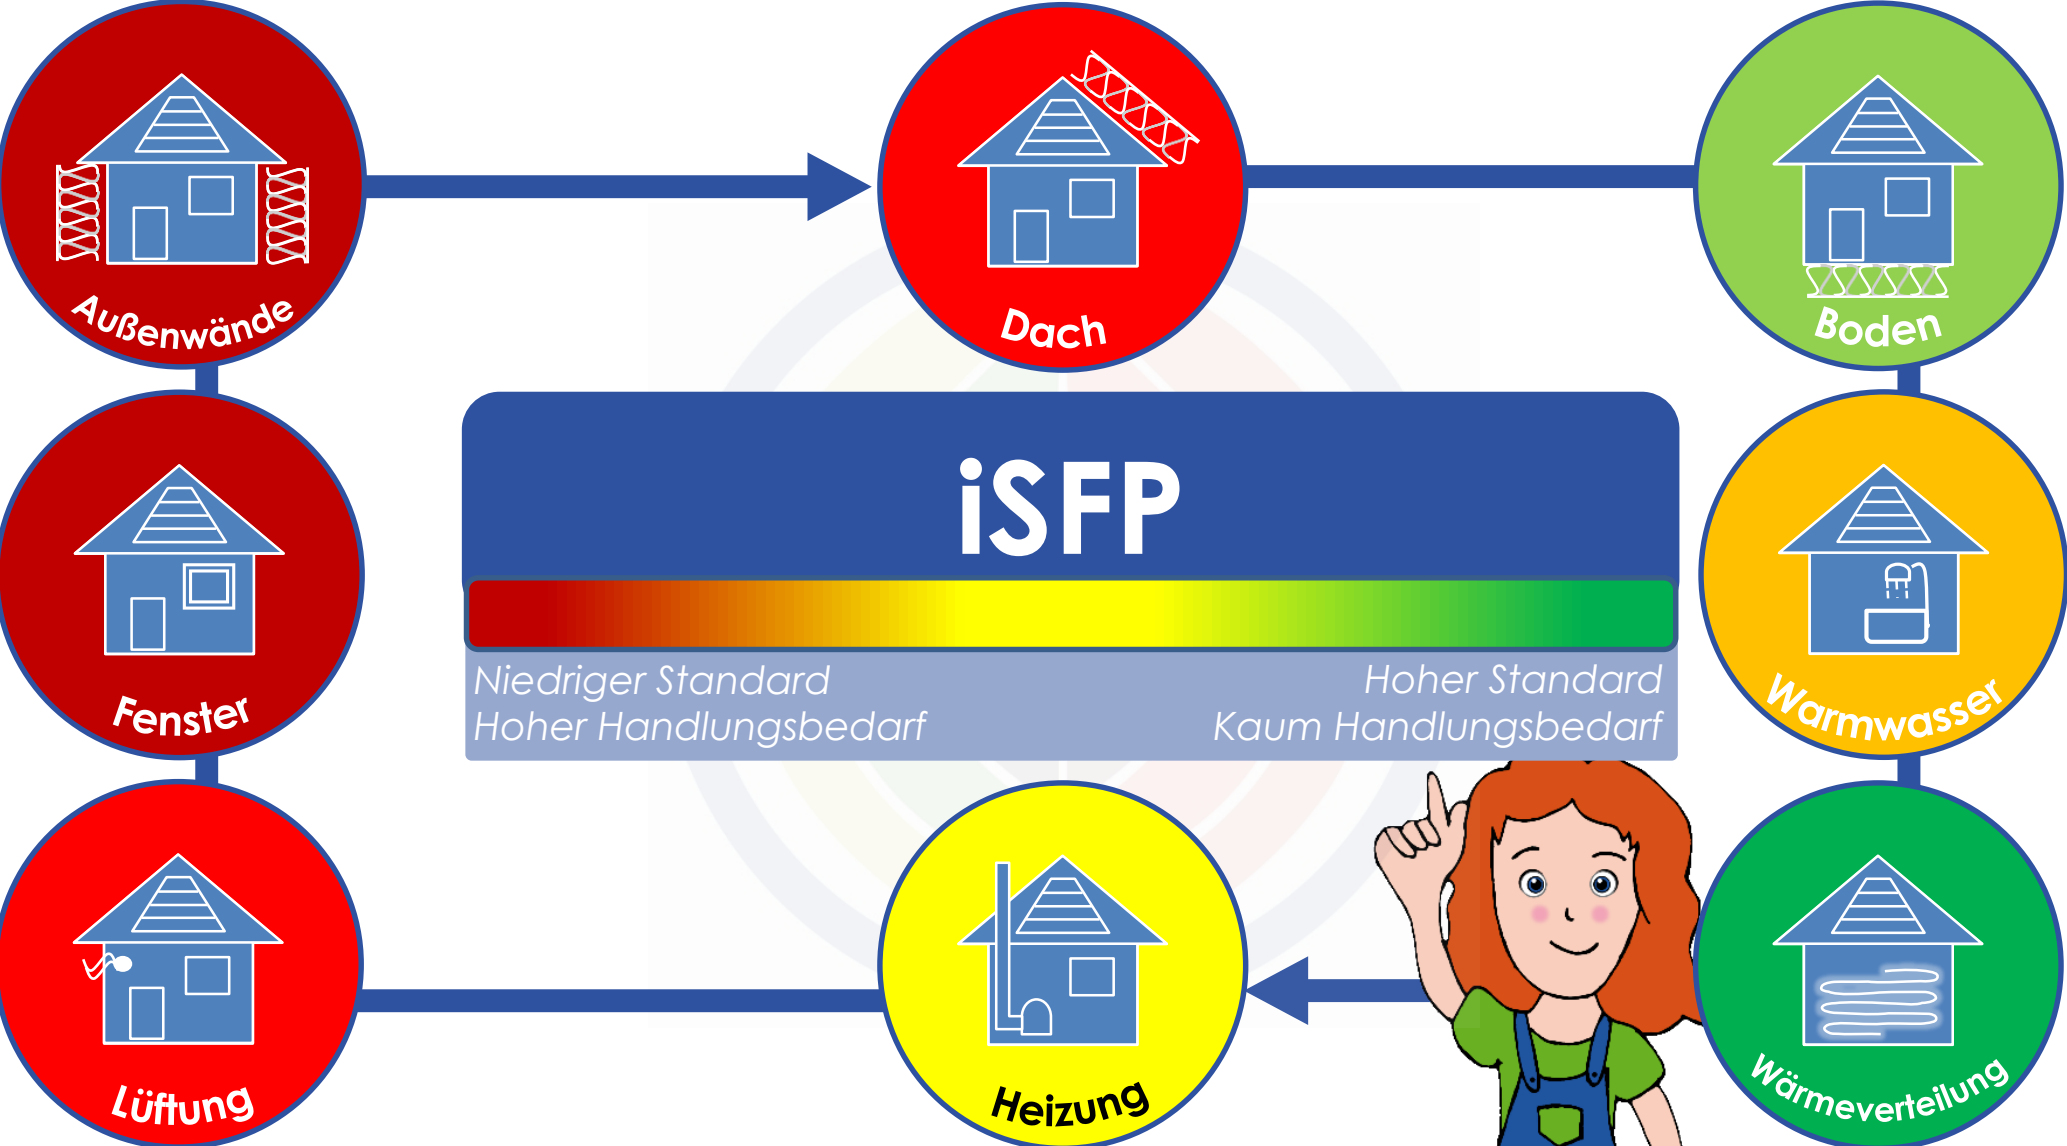 Außenwände
Dach
Boden
iSFP
Niedriger Standard
Hoher Handlungsbedarf
Hoher Standard
Kaum Handlungsbedarf
Fenster
Warmwasser
Lüftung
Heizung
Wärmeverteilung